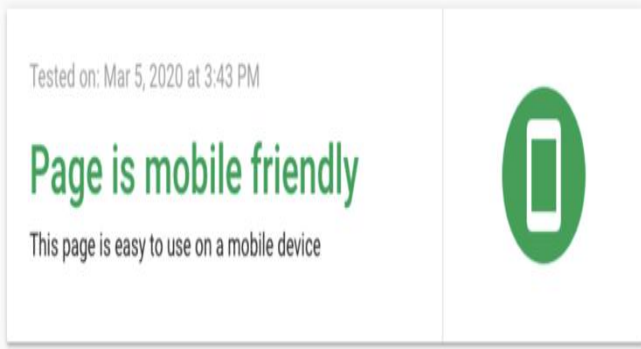 Tested on: Mar 5, 2020 at 3:43 PM
Page is mobile friendly
This page is easy to use on a mobile device